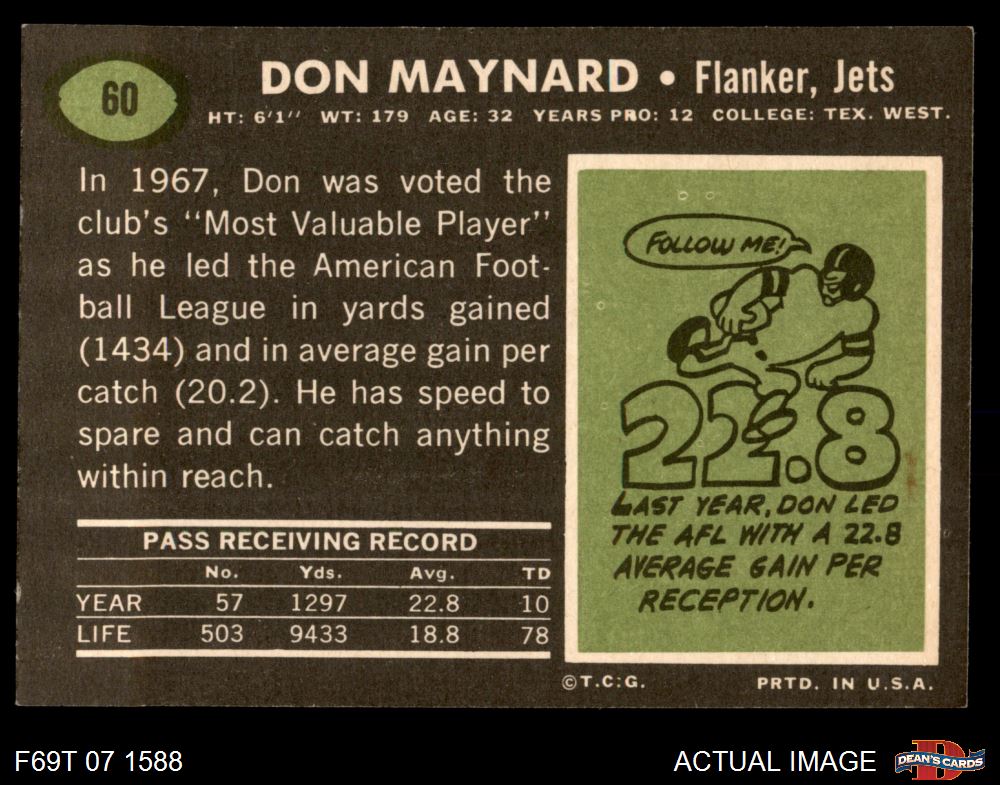 60
DON MAYNARD • Flanker, Jets
HT: 6'1" WT: 179 AGE: 32 YEARS PRO: 12 COLLEGE: TEX. WEST.
In 1967, Don was voted the
club's "Most Valuable Player"
as he led the American Foot-
ball League in yards gained
(1434) and in average gain per
catch (20.2). He has speed to
spare and can catch anything
within reach.
PASS RECEIVING RECORD
No. Yds. Avg. TD
YEAR 57 1297 22.8 10
LIFE 503 9433 18.8 78
FOLLOW ME!
22.8
LAST YEAR, DON LED
THE AFL WITH A 22.8
AVERAGE GAIN PER
RECEPTION.
©T.C.G. PRTD. IN U.S.A.
F69T 07 1588
ACTUAL IMAGE
DEAN'S CARDS